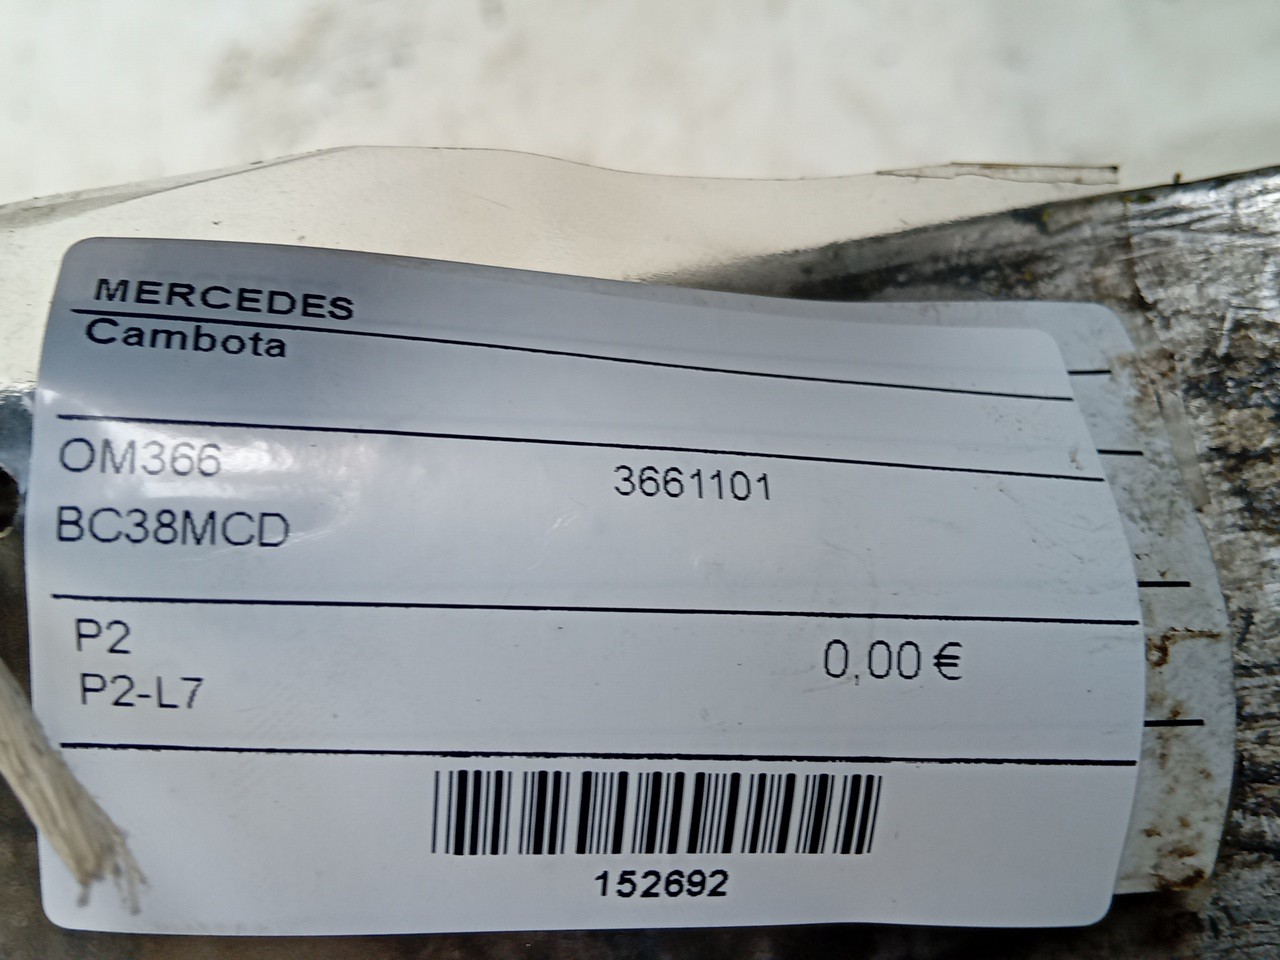 MERCEDES
Cambota
OM366 3661101
BC38MCD
P2 0,00 €
P2-L7
152692